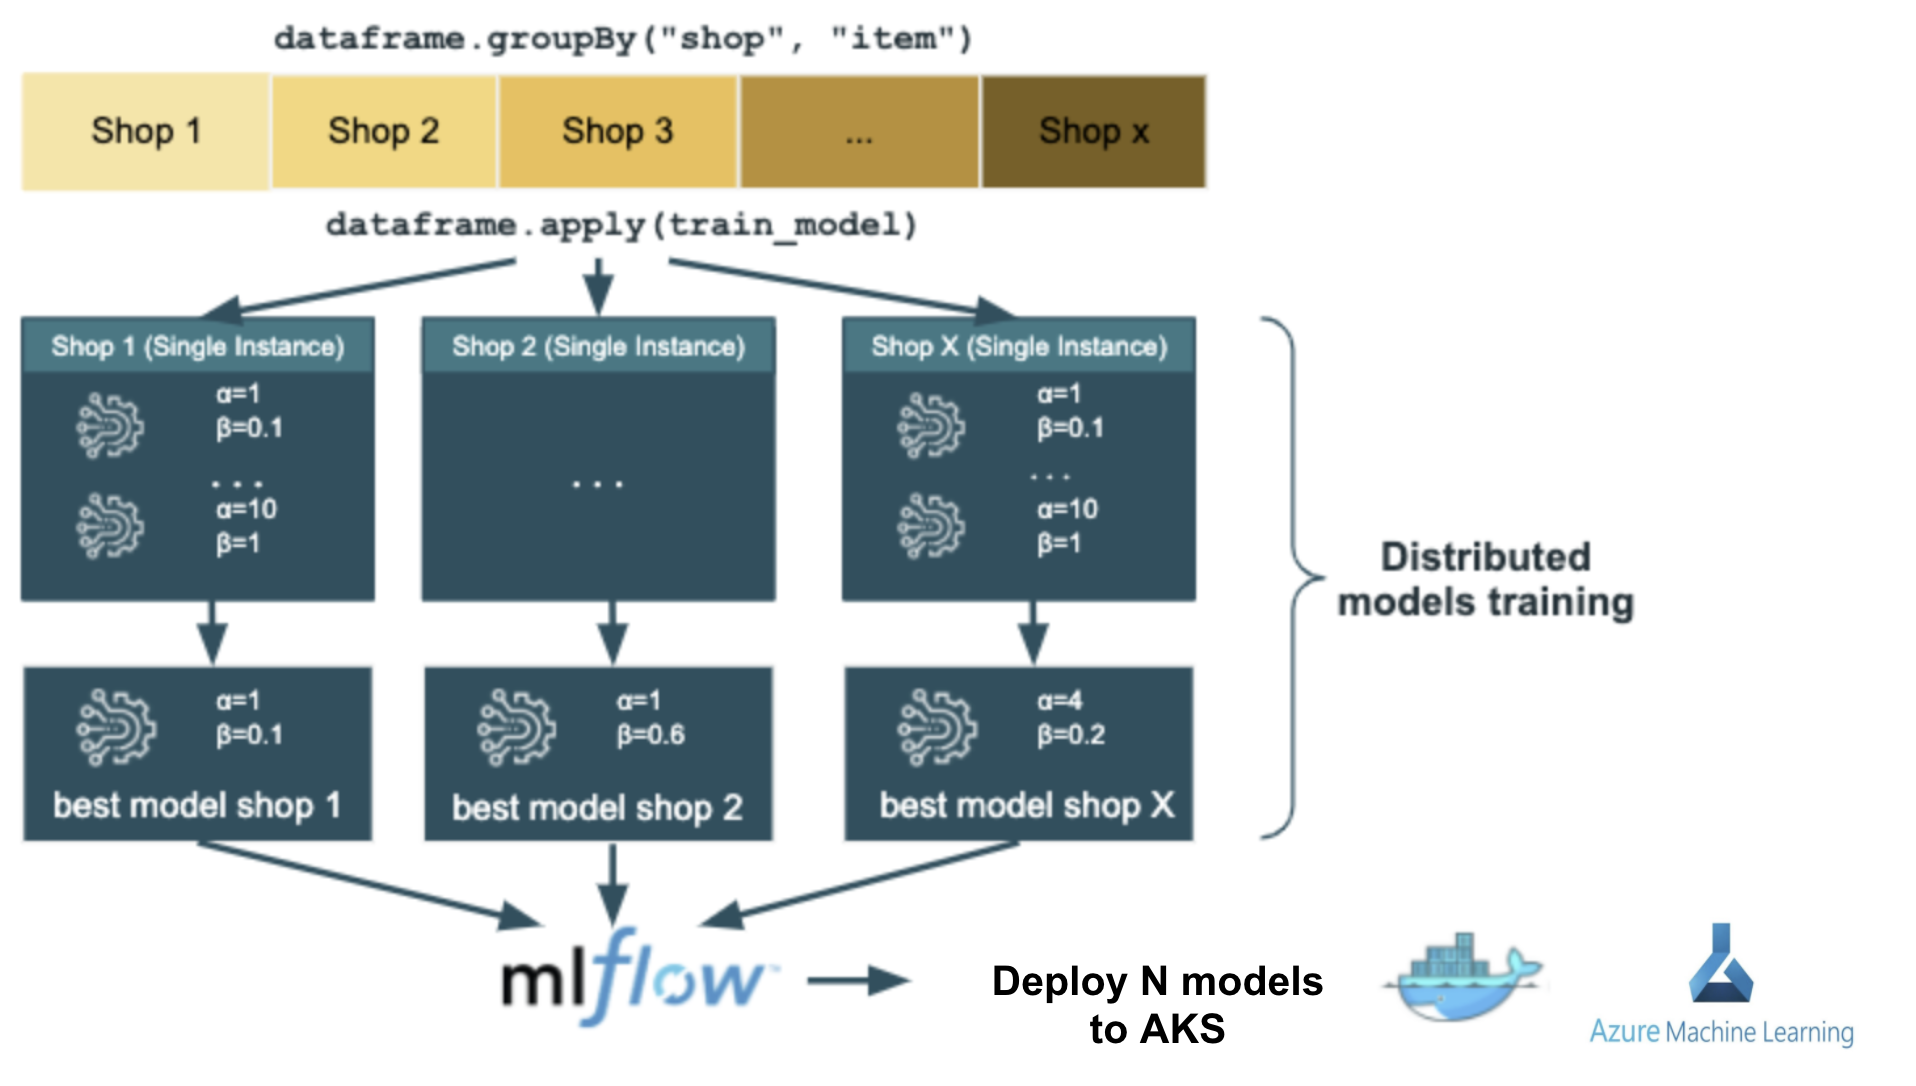 dataframe.groupBy("shop", "item")
Shop 1
Shop 2
Shop 3
...
Shop x
dataframe.apply(train_model)
Shop 1 (Single Instance)
α=1
β=0.1
...
α=10
β=1
Shop 2 (Single Instance)
...
Shop X (Single Instance)
α=1
β=0.1
...
α=10
β=1
Distributed
models training
α=1
β=0.1
best model shop 1
α=1
β=0.6
best model shop 2
α=4
β=0.2
best model shop X
mlflow™
Deploy N models
to AKS
Azure Machine Learning